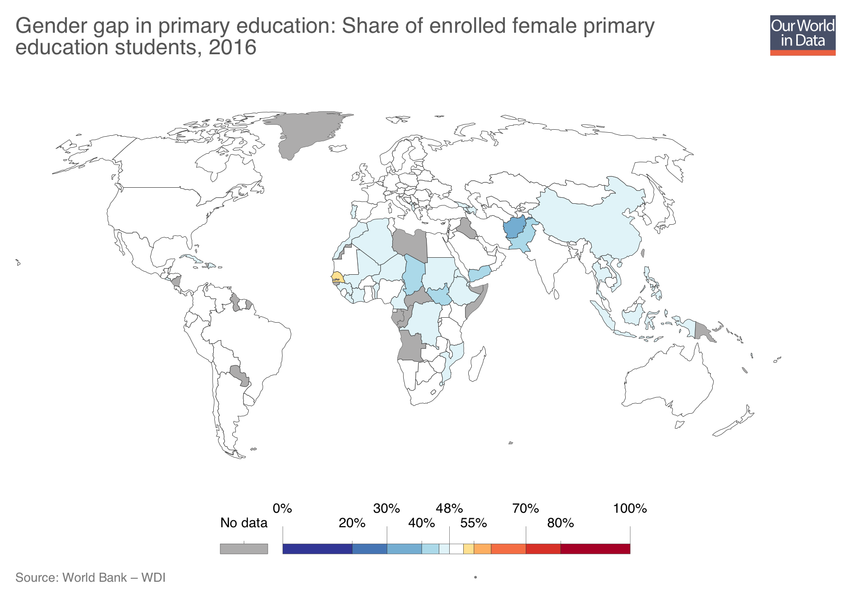 Gender gap in primary education: Share of enrolled female primary
education students, 2016
Our World
in Data
No data
0%
20%
30%
40%
48%
55%
70%
80%
100%
Source: World Bank – WDI